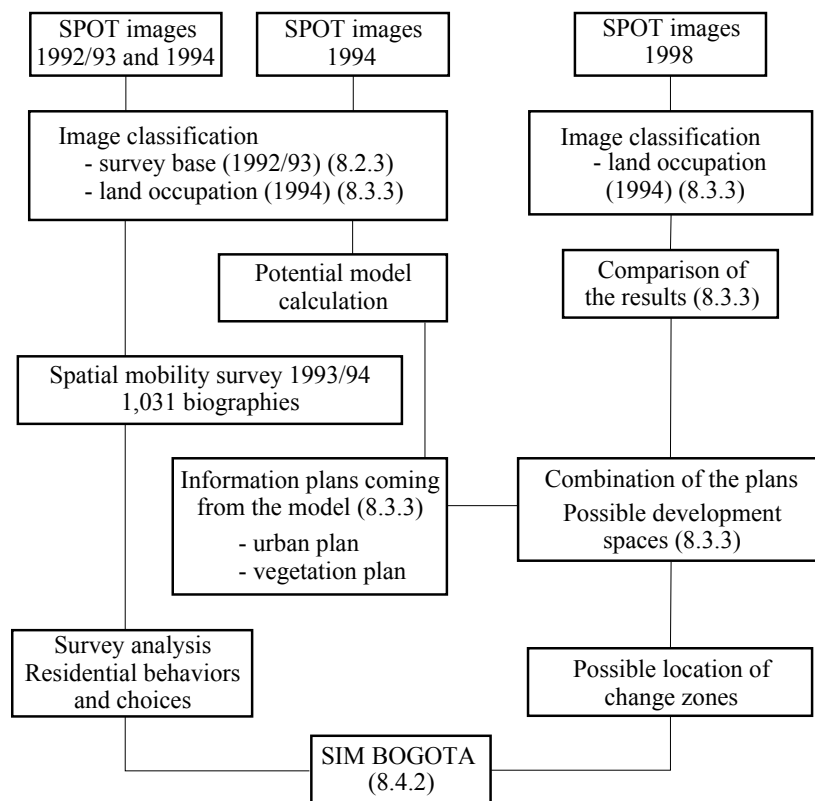 SPOT images
1992/93 and 1994
SPOT images
1994
SPOT images
1998
Image classification
- survey base (1992/93) (8.2.3)
- land occupation (1994) (8.3.3)
Image classification
- land occupation
(1994) (8.3.3)
Potential model
calculation
Comparison of
the results (8.3.3)
Spatial mobility survey 1993/94
1,031 biographies
Information plans coming
from the model (8.3.3)
- urban plan
- vegetation plan
Combination of the plans
Possible development
spaces (8.3.3)
Survey analysis
Residential behaviors
and choices
Possible location of
change zones
SIM BOGOTA
(8.4.2)